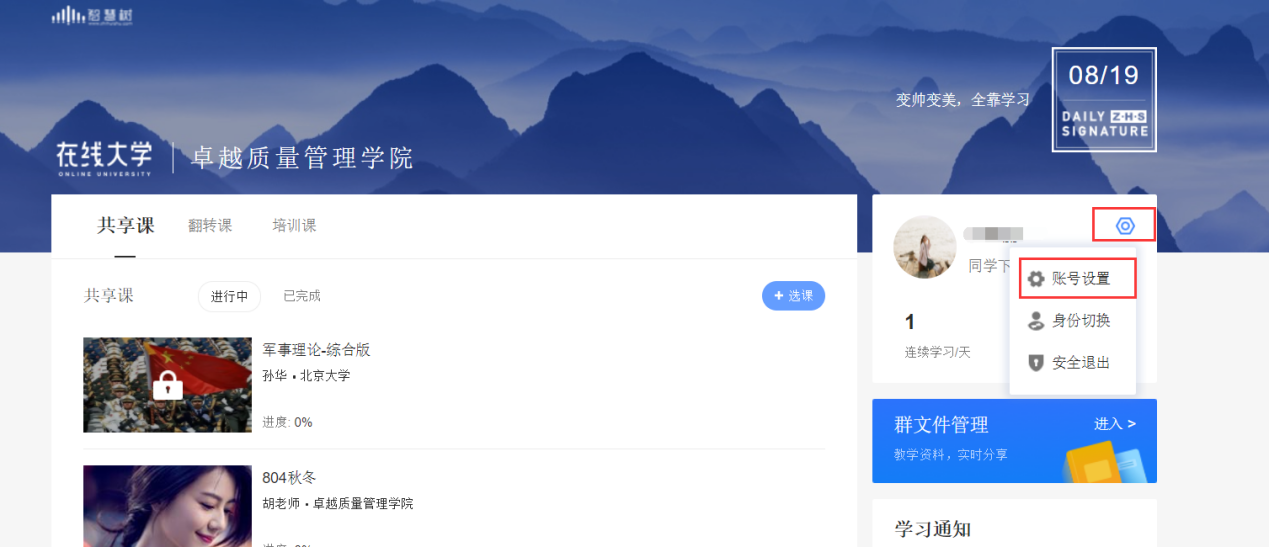 智慧树
变帅变美，全靠学习
08/19
DAILY Z·H·S
SIGNATURE
在线大学
ONLINE UNIVERSITY
卓越质量管理学院
共享课
翻转课
培训课
同学下
账号设置
身份切换
安全退出
共享课
进行中
已完成
+ 选课
1
连续学习/天
军事理论-综合版
孙华 • 北京大学
进度: 0%
群文件管理
进入 >
教学资料，实时分享
804秋冬
胡老师 • 卓越质量管理学院
学习通知